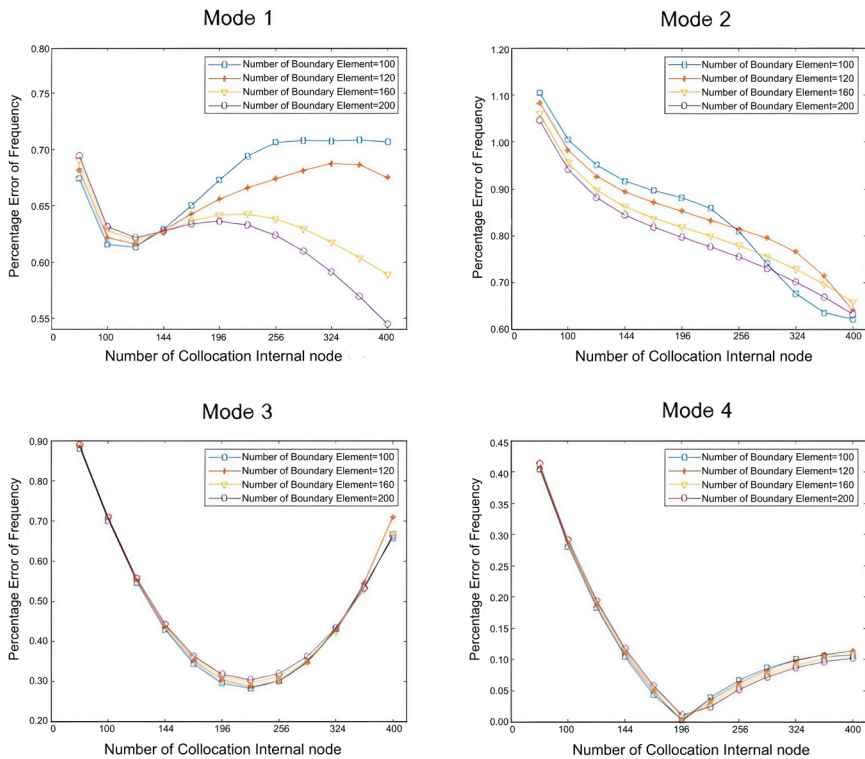 Mode 1
Percentage Error of Frequency
0.80
0.75
0.70
0.65
0.60
0.55
Number of Boundary Element=100
Number of Boundary Element=120
Number of Boundary Element=160
Number of Boundary Element=200
0 100 144 196 256 324 400
Number of Collocation Internal node
Mode 2
Percentage Error of Frequency
1.20
1.10
1.00
0.90
0.80
0.70
0.60
Number of Boundary Element=100
Number of Boundary Element=120
Number of Boundary Element=160
Number of Boundary Element=200
0 100 144 196 256 324 400
Number of Collocation Internal node
Mode 3
Percentage Error of Frequency
0.90
0.80
0.70
0.60
0.50
0.40
0.30
0.20
Number of Boundary Element=100
Number of Boundary Element=120
Number of Boundary Element=160
Number of Boundary Element=200
0 100 144 196 256 324 400
Number of Collocation Internal node
Mode 4
Percentage Error of Frequency
0.45
0.40
0.35
0.30
0.25
0.20
0.15
0.10
0.05
0.00
Number of Boundary Element=100
Number of Boundary Element=120
Number of Boundary Element=160
Number of Boundary Element=200
0 100 144 196 256 324 400
Number of Collocation Internal node